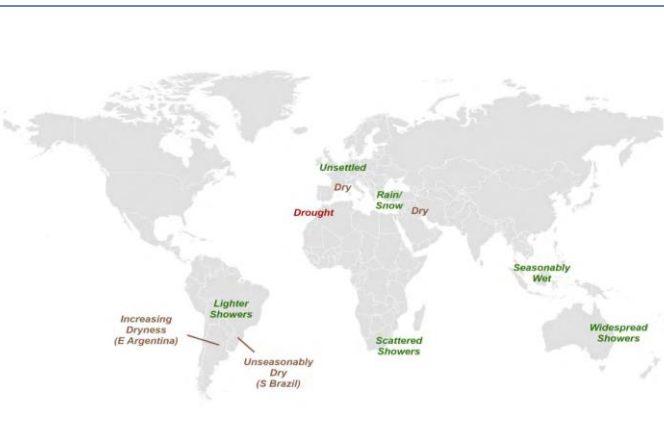 Unsettled
Dry
Rain/
Snow
Dry
Drought
Seasonably
Wet
Lighter
Showers
Increasing
Dryness
(E Argentina)
Unseasonably
Dry
(S Brazil)
Scattered
Showers
Widespread
Showers